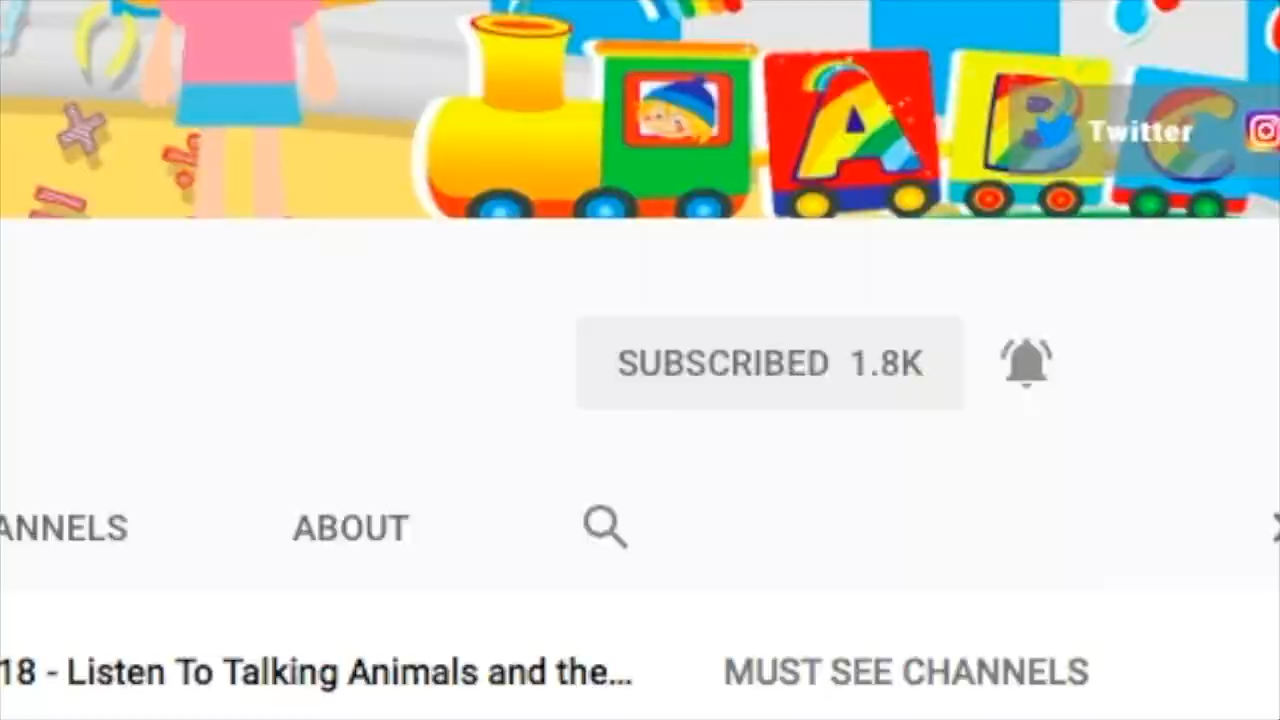 A B C
Twitter
SUBSCRIBED 1.8K
ANNELS ABOUT
18 - Listen To Talking Animals and the... MUST SEE CHANNELS